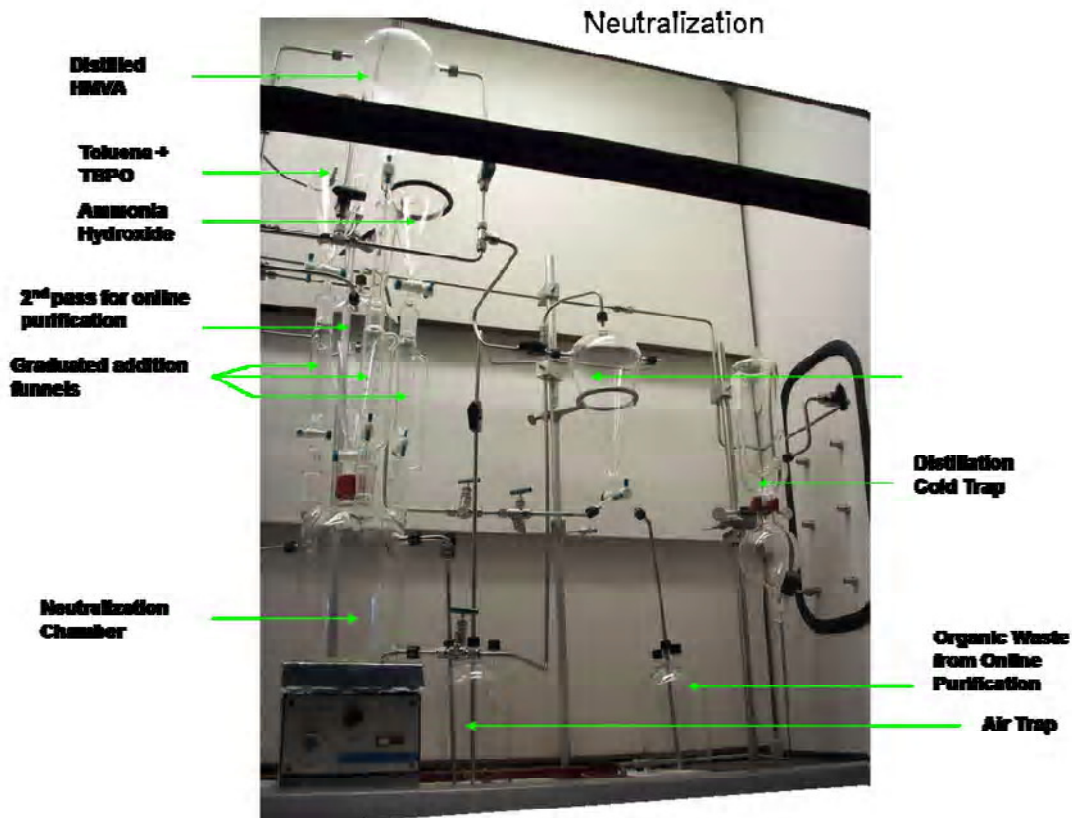 Neutralization
Distilled
HMVA
Toluene +
TBPO
Ammonia
Hydroxide
2nd pass for online
purification
Graduated addition
funnels
Neutralization
Chamber
Distillation
Cold Trap
Organic Waste
from Online
Purification
Air Trap